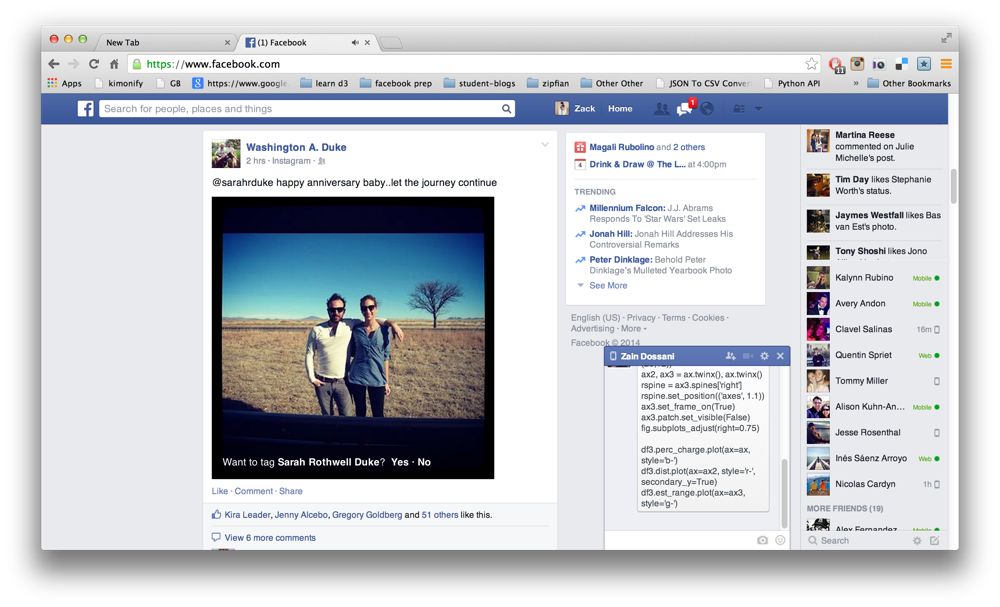 New Tab
(1) Facebook
https://www.facebook.com
Apps
kimonify
GB
https://www.google.
learn d3
facebook prep
student-blogs
zipfian
Other Other
JSON To CSV Conver
Python API
»
Other Bookmarks
Search for people, places and things
Zack
Home
1
Washington A. Duke
2 hrs · Instagram ·
@sarahrduke happy anniversary baby..let the journey continue
Want to tag Sarah Rothwell Duke? Yes · No
Like · Comment · Share
Kira Leader, Jenny Alcebo, Gregory Goldberg and 51 others like this.
View 6 more comments
Magali Rubolino and 2 others
4
Drink & Draw @ The L... at 4:00pm
TRENDING
Millennium Falcon: J.J. Abrams
Responds To 'Star Wars' Set Leaks
Jonah Hill: Jonah Hill Addresses His
Controversial Remarks
Peter Dinklage: Behold Peter
Dinklage's Mulleted Yearbook Photo
See More
English (US) · Privacy · Terms · Cookies ·
Advertising · More
Facebook © 2014
Zain Dossani
ax2, ax3 = ax.twinx(), ax.twinx()
rspine = ax3.spines['right']
rspine.set_position(('axes', 1.1))
ax3.set_frame_on(True)
ax3.patch.set_visible(False)
fig.subplots_adjust(right=0.75)
df3.perc_charge.plot(ax=ax,
style='b-')
df3.dist.plot(ax=ax2, style='r-',
secondary_y=True)
df3.est_range.plot(ax=ax3,
style='g-')
Martina Reese
commented on Julie
Michelle's post.
Tim Day likes Stephanie
Worth's status.
Jaymes Westfall likes Bas
van Est's photo.
Tony Shoshi likes Jono
Kalynn Rubino Mobile
Avery Andon Mobile
Clavel Salinas 16m
Quentin Spriet Web
Tommy Miller
Alison Kuhn-An... Mobile
Jesse Rosenthal
Inés Sáenz Arroyo Web
Nicolas Cardyn 1h
MORE FRIENDS (19)
Alex Fernandez Mobile
Search